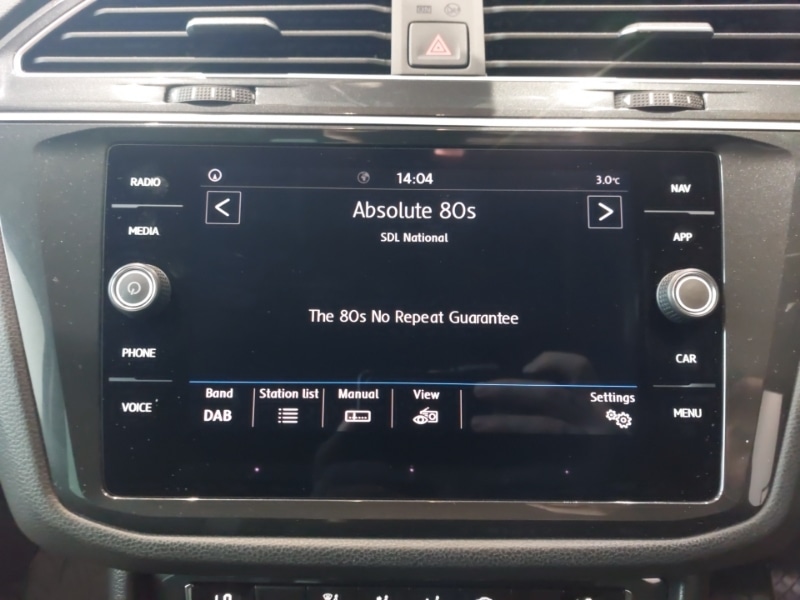 RADIO
MEDIA
PHONE
VOICE
14:04
3.0°C
Absolute 80s
SDL National
The 80s No Repeat Guarantee
Band Station list Manual View Settings
DAB
NAV
APP
CAR
MENU